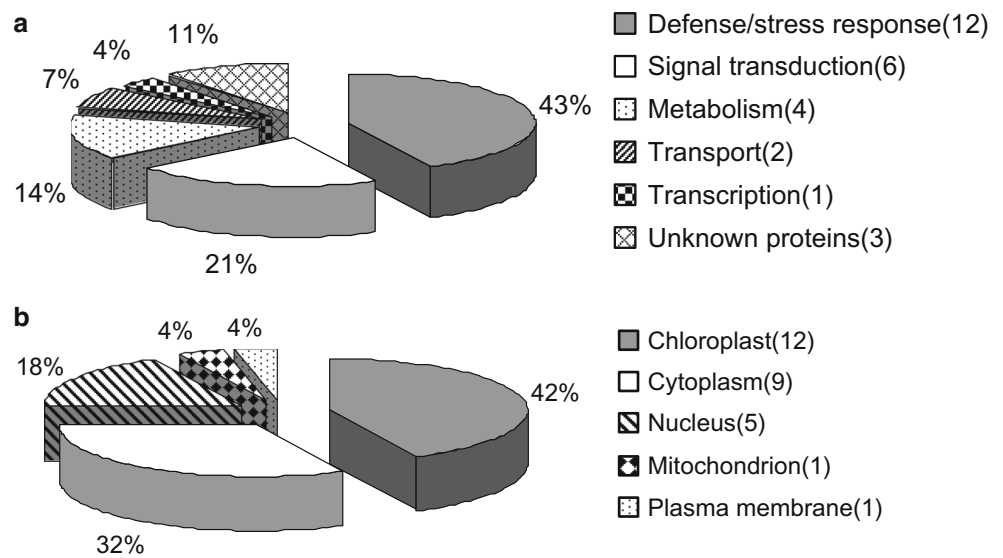 a
11%
4%
7%
14%
21%
43%
Defense/stress response(12)
Signal transduction(6)
Metabolism(4)
Transport(2)
Transcription(1)
Unknown proteins(3)
b
4%
4%
18%
42%
32%
Chloroplast(12)
Cytoplasm(9)
Nucleus(5)
Mitochondrion(1)
Plasma membrane(1)